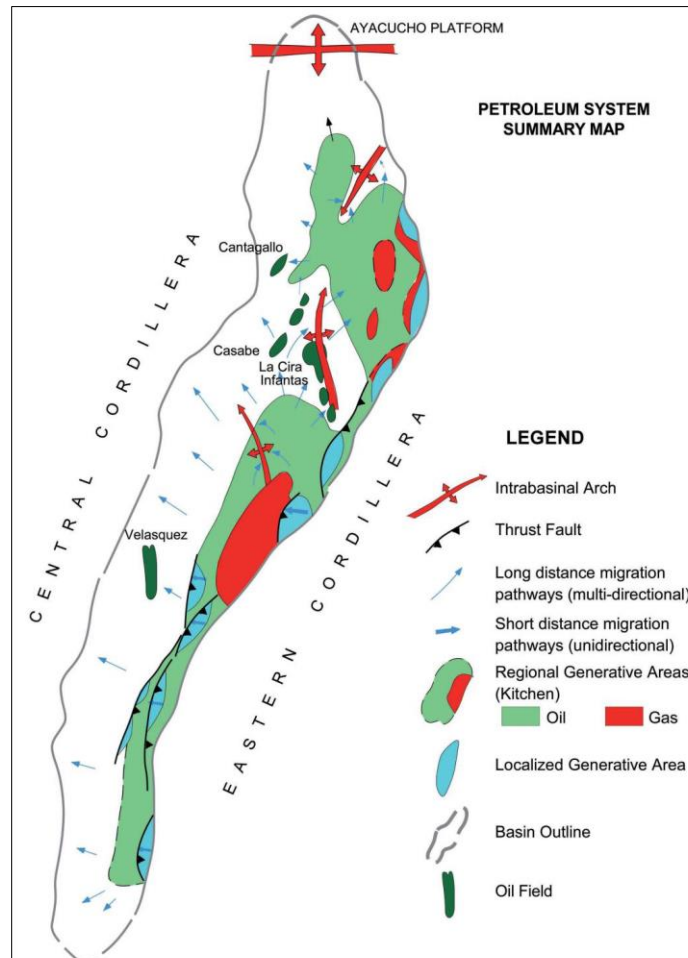 AYACUCHO PLATFORM
PETROLEUM SYSTEM
SUMMARY MAP
CENTRAL CORDILLERA
Cantagallo
Casabe
La Cira
Infantas
Velasquez
EASTERN CORDILLERA
LEGEND
Intrabasinal Arch
Thrust Fault
Long distance migration
pathways (multi-directional)
Short distance migration
pathways (unidirectional)
Regional Generative Areas
(Kitchen)
Oil Gas
Localized Generative Area
Basin Outline
Oil Field